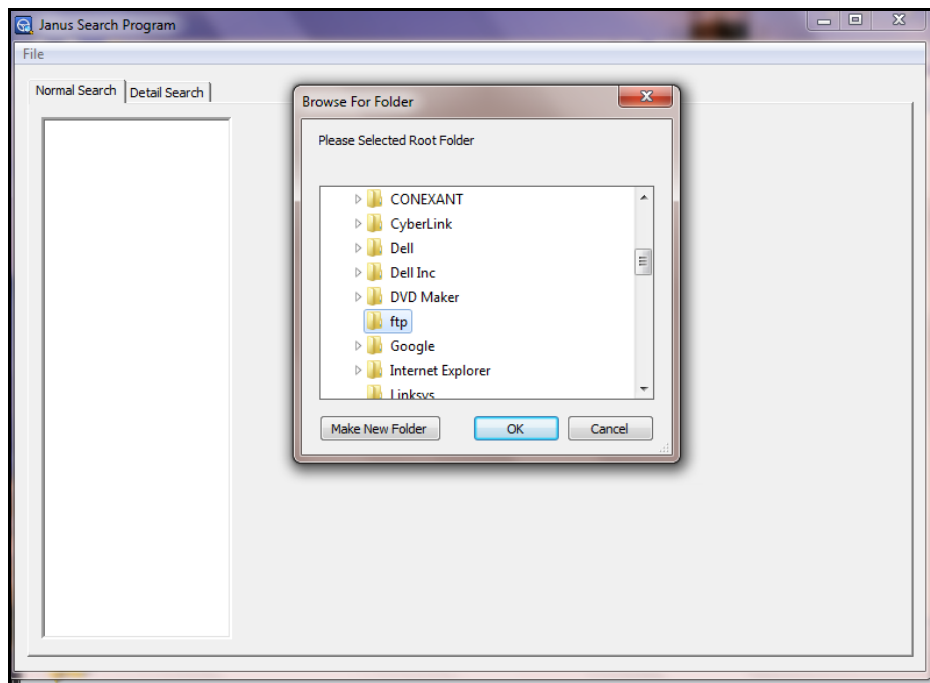 Janus Search Program
File
Normal Search Detail Search
Browse For Folder
Please Selected Root Folder
CONEXANT
CyberLink
Dell
Dell Inc
DVD Maker
ftp
Google
Internet Explorer
Linksys
Make New Folder OK Cancel